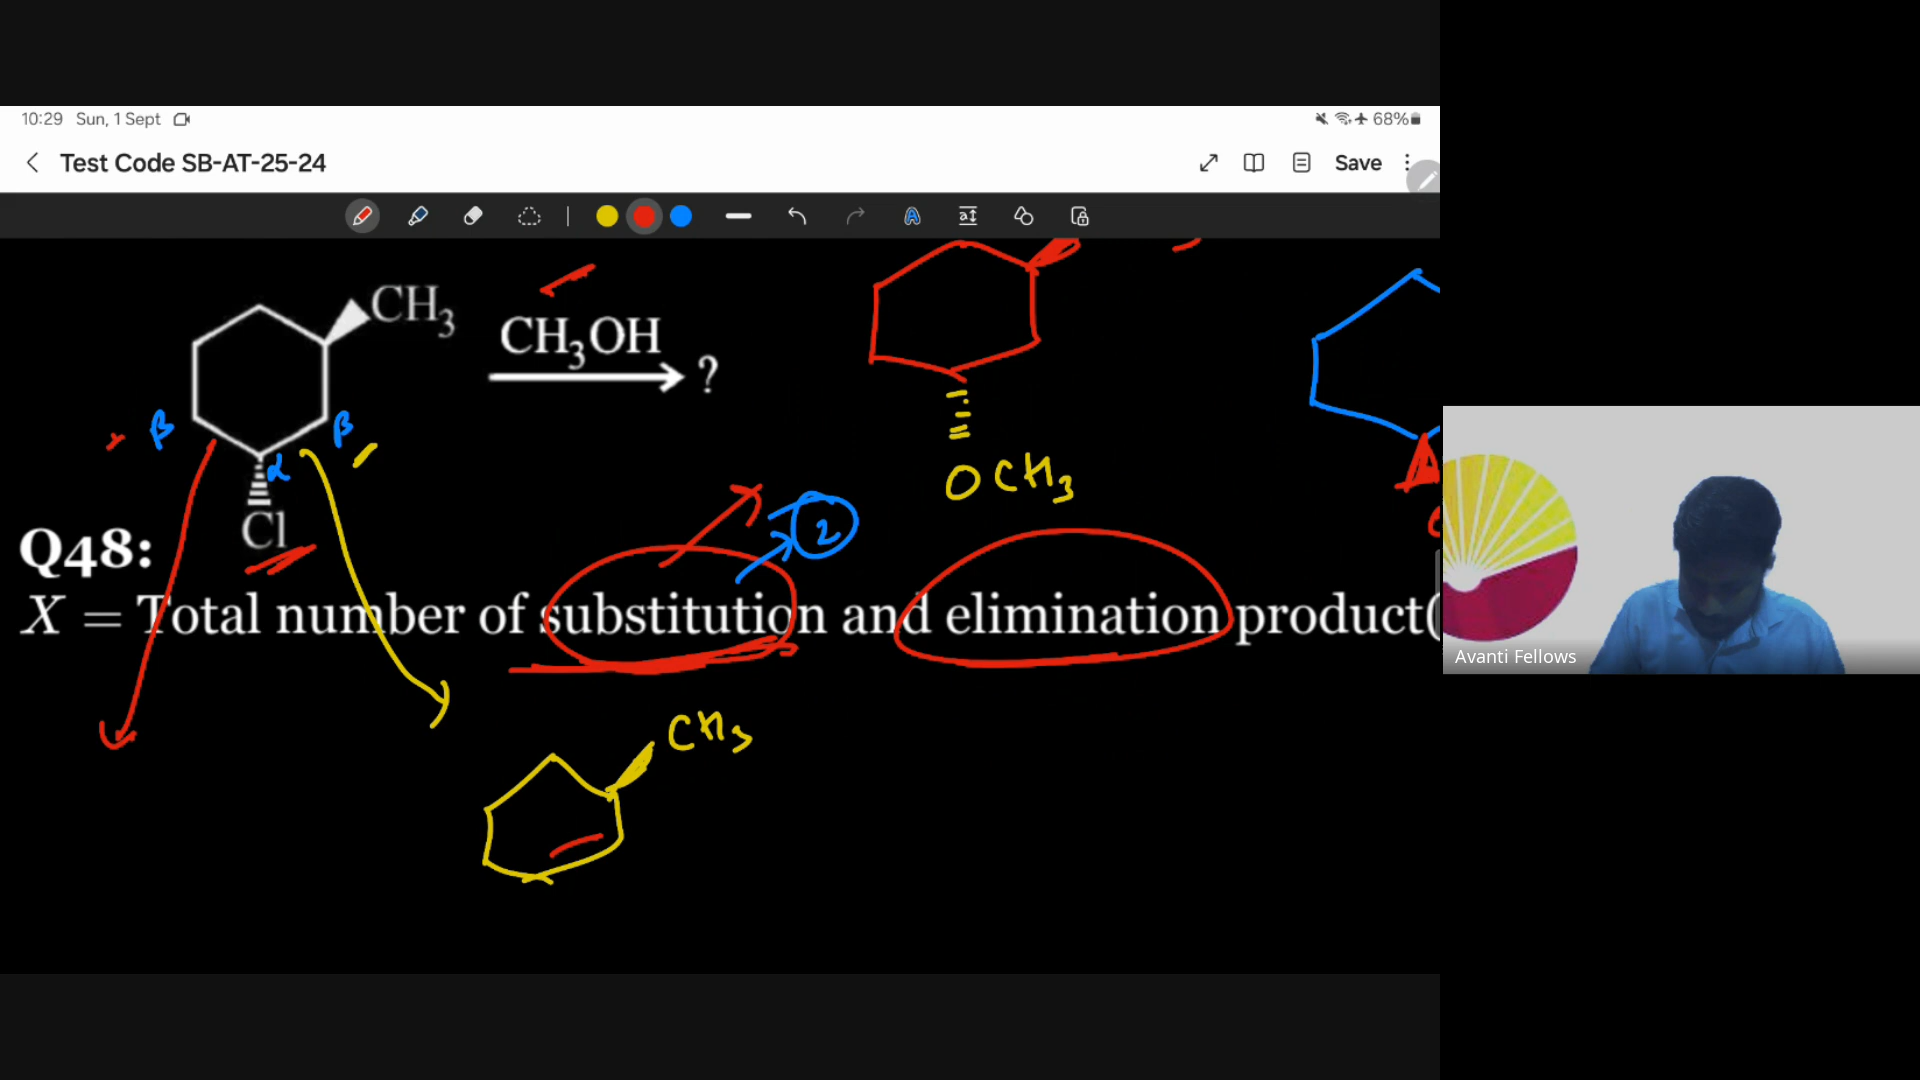 10:29 Sun, 1 Sept
68%
Test Code SB-AT-25-24
Save
CH3
CH3OH
?
β
β
α
Cl
OCH3
2
Q48:
X = Total number of substitution and elimination product(
CH3
Avanti Fellows